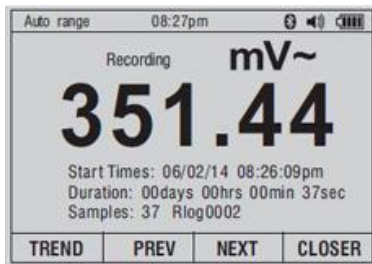 Auto range 08:27pm
Recording mV~
351.44
Start Times: 06/02/14 08:26:09pm
Duration: 00days 00hrs 00min 37sec
Samples: 37 Rlog0002
TREND PREV NEXT CLOSER